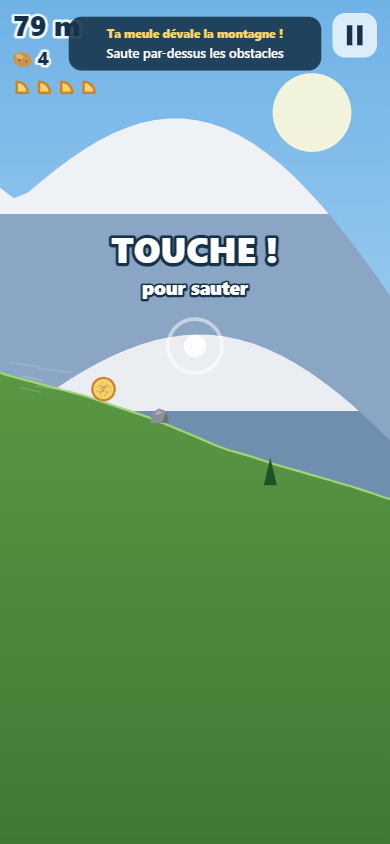 79 m
Ta meule dévale la montagne !
Saute par-dessus les obstacles
4
TOUCHE !
pour sauter